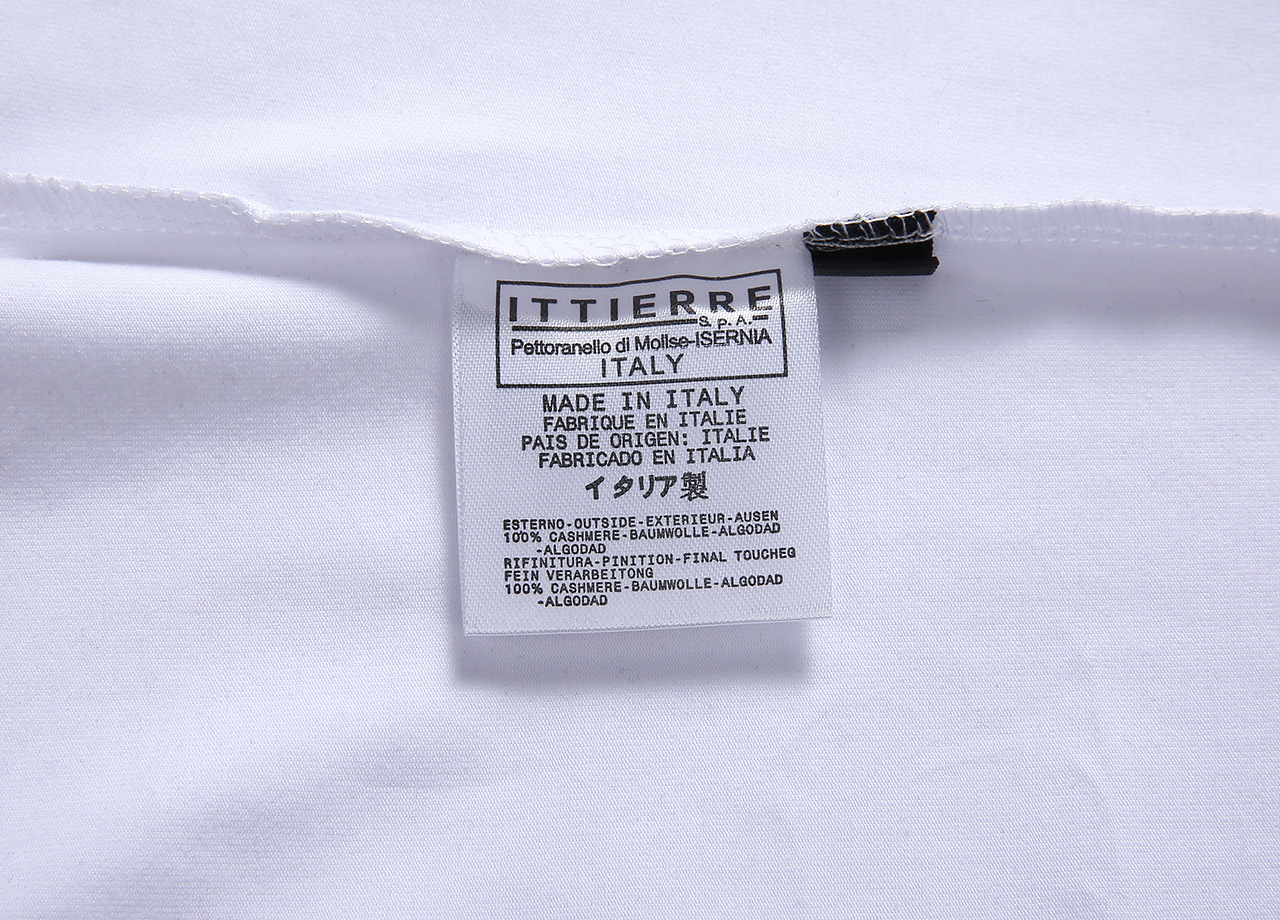 ITTIERRE
S.P.A.
Pettoranello di Molise-ISERNIA
ITALY
MADE IN ITALY
FABRIQUE EN ITALIE
PAIS DE ORIGEN: ITALIE
FABRICADO EN ITALIA
イタリア製
ESTERNO-OUTSIDE-EXTERIEUR-AUSEN
100% CASHMERE-BAUMWOLLE-ALGODAD
-ALGODAD
RIFINITURA-PINITION-FINAL TOUCHEG
FEIN VERARBEITONG
100% CASHMERE-BAUMWOLLE-ALGODAD
-ALGODAD